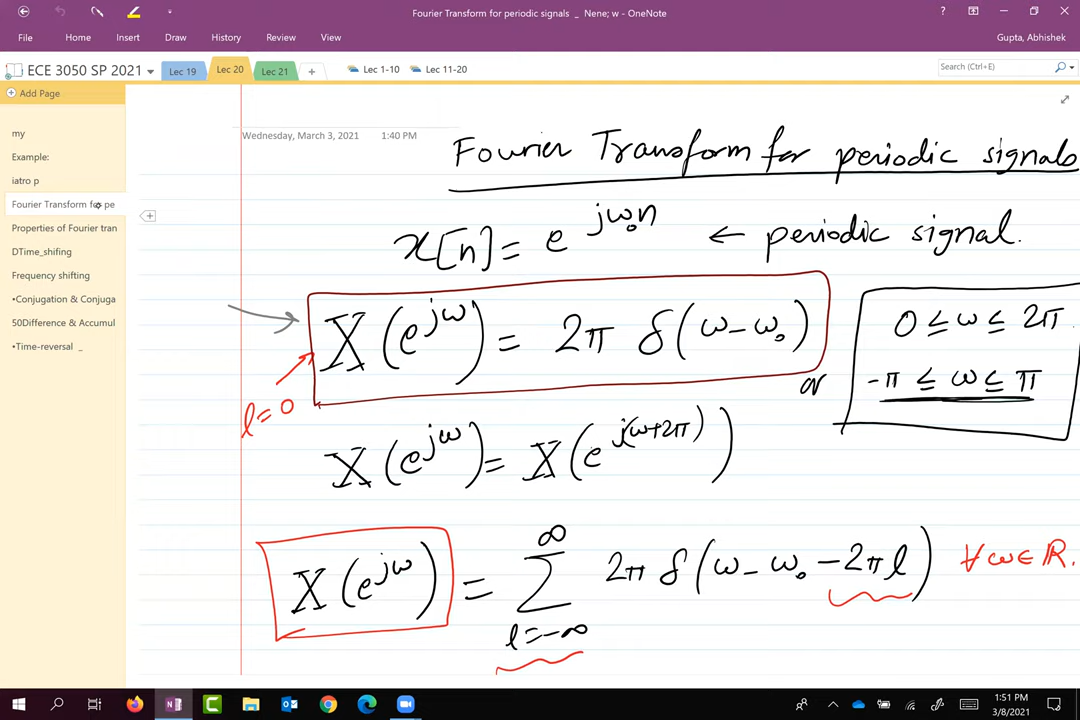 Fourier Transform for periodic signals _ Nene; w - OneNote
File Home Insert Draw History Review View
Gupta, Abhishek
ECE 3050 SP 2021 Lec 19 Lec 20 Lec 21 + Lec 1-10 Lec 11-20
Search (Ctrl+E)
Add Page
my
Example:
iatro p
Fourier Transform for pe
Properties of Fourier tran
DTime_shifing
Frequency shifting
•Conjugation & Conjuga
50Difference & Accumul
•Time-reversal _
Wednesday, March 3, 2021 1:40 PM
Fourier Transform for periodic signals
x[n] = e^{jω₀n} ← periodic signal.
X(e^{jω}) = 2π δ(ω-ω₀)
0 ≤ ω ≤ 2π
or -π ≤ ω ≤ π
l=0
X(e^{jω}) = X(e^{j(ω+2π)})
X(e^{jω}) = ∑_{l=-∞}^{∞} 2π δ(ω-ω₀-2πl) ∀ω∈ℝ.
1:51 PM
3/8/2021